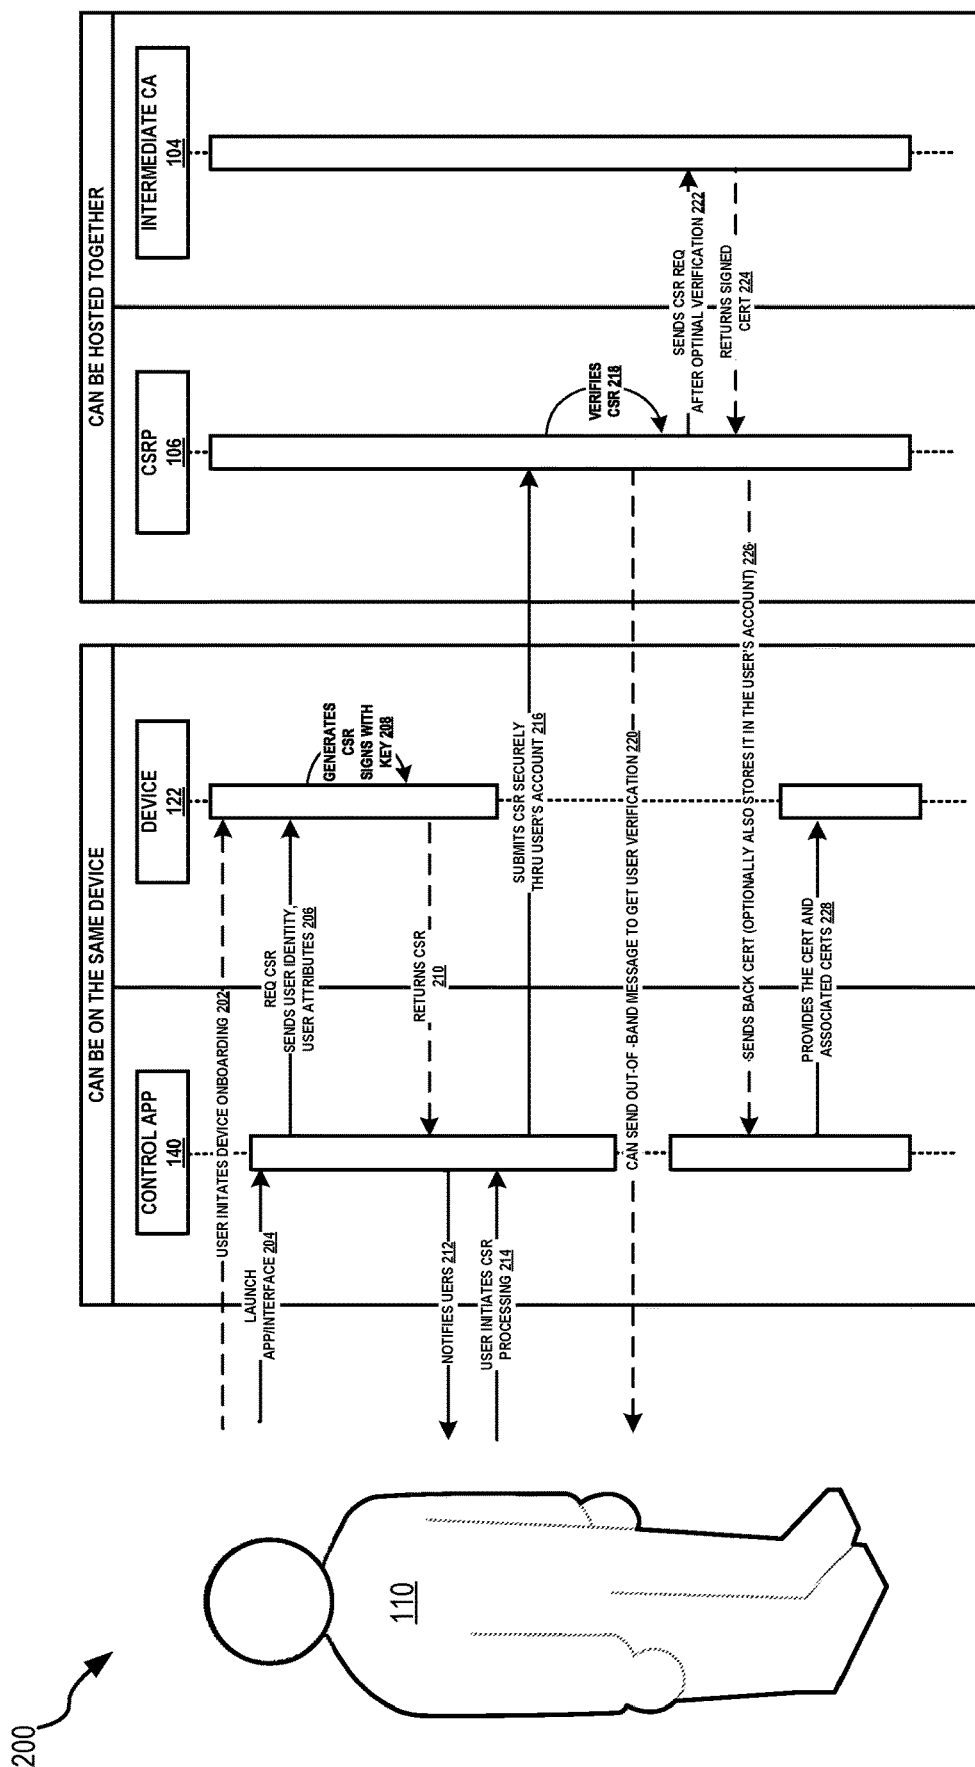 200
110
CAN BE ON THE SAME DEVICE
CAN BE HOSTED TOGETHER
CONTROL APP
140
DEVICE
122
CSRP
106
INTERMEDIATE CA
104
USER INITATES DEVICE ONBOARDING 202
LAUNCH
APP/INTERFACE 204
REQ CSR
SENDS USER IDENTITY,
USER ATTRIBUTES 206
GENERATES
CSR
SIGNS WITH
KEY 208
RETURNS CSR
210
NOTIFIES UERS 212
USER INITIATES CSR
PROCESSING 214
SUBMITS CSR SECURELY
THRU USER'S ACCOUNT 216
VERIFIES
CSR 218
CAN SEND OUT-OF -BAND MESSAGE TO GET USER VERIFICATION 220
SENDS CSR REQ
AFTER OPTINAL VERIFICATION 222
RETURNS SIGNED
CERT 224
SENDS BACK CERT (OPTIONALLY ALSO STORES IT IN THE USER'S ACCOUNT) 226
PROVIDES THE CERT AND
ASSOCIATED CERTS 228